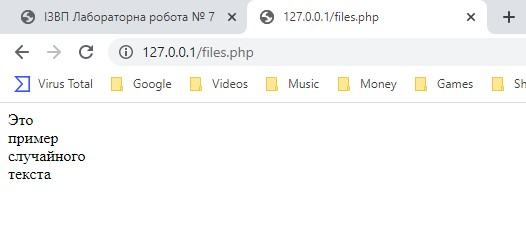 ІЗВП Лабораторна робота № 7
127.0.0.1/files.php
127.0.0.1/files.php
Virus Total Google Videos Music Money Games
Это
пример
случайного
текста